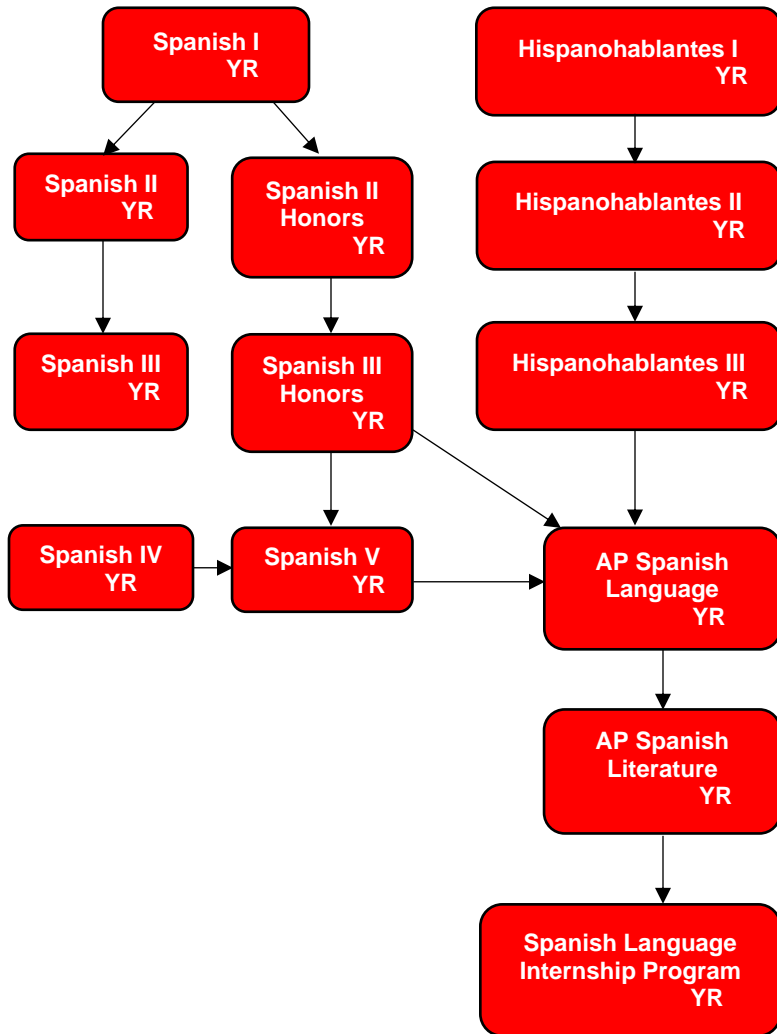 Spanish I
YR
Hispanohablantes I
YR
Spanish II
YR
Spanish II
Honors
YR
Hispanohablantes II
YR
Spanish III
YR
Spanish III
Honors
YR
Hispanohablantes III
YR
Spanish IV
YR
Spanish V
YR
AP Spanish
Language
YR
AP Spanish
Literature
YR
Spanish Language
Internship Program
YR